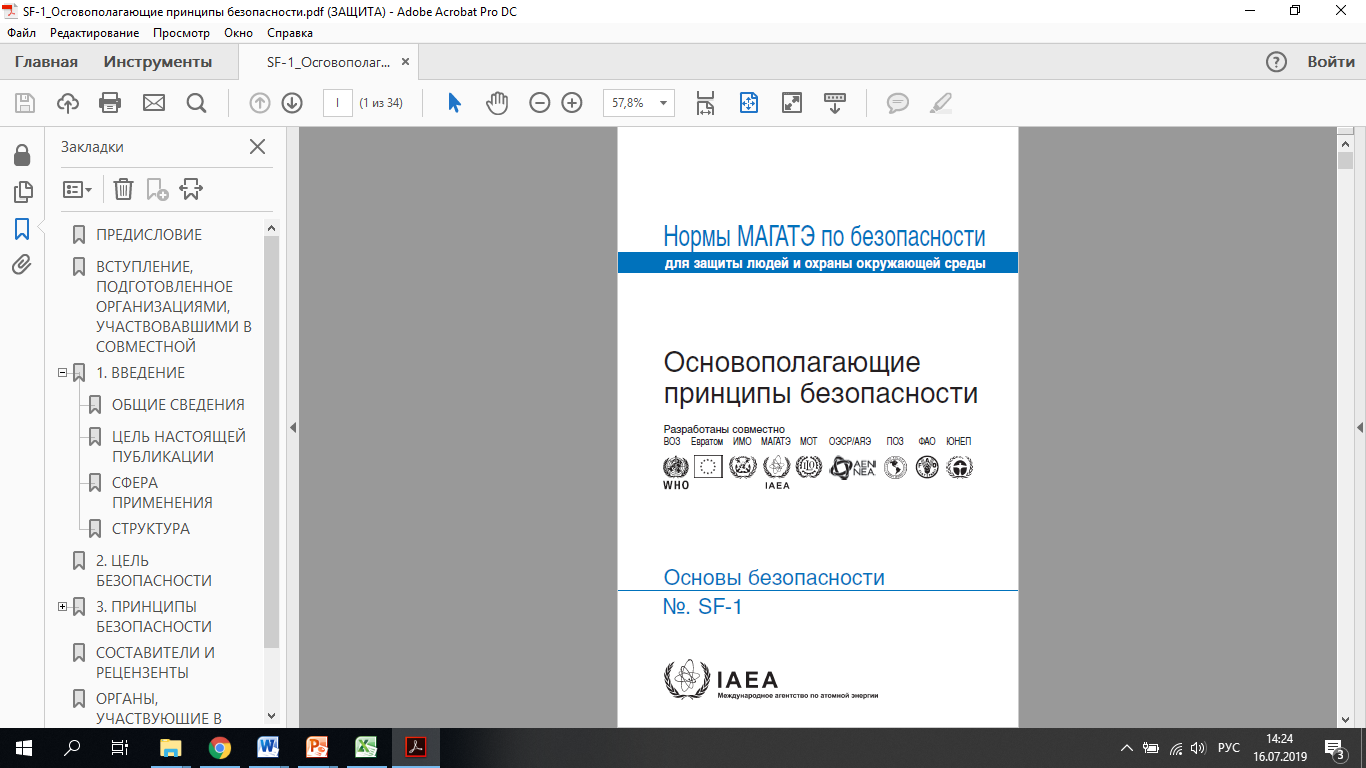 SF-1_Осговополагающие принципы безопасности.pdf (ЗАЩИТА) - Adobe Acrobat Pro DC
Файл Редактирование Просмотр Окно Справка
Главная Инструменты SF-1_Осговополаг... × Войти
I (1 из 34) 57,8%
Закладки
ПРЕДИСЛОВИЕ
ВСТУПЛЕНИЕ,
ПОДГОТОВЛЕННОЕ
ОРГАНИЗАЦИЯМИ,
УЧАСТВОВАВШИМИ В
СОВМЕСТНОЙ
1. ВВЕДЕНИЕ
ОБЩИЕ СВЕДЕНИЯ
ЦЕЛЬ НАСТОЯЩЕЙ
ПУБЛИКАЦИИ
СФЕРА
ПРИМЕНЕНИЯ
СТРУКТУРА
2. ЦЕЛЬ
БЕЗОПАСНОСТИ
3. ПРИНЦИПЫ
БЕЗОПАСНОСТИ
СОСТАВИТЕЛИ И
РЕЦЕНЗЕНТЫ
ОРГАНЫ,
УЧАСТВУЮЩИЕ В
Нормы МАГАТЭ по безопасности
для защиты людей и охраны окружающей среды
Основополагающие
принципы безопасности
Разработаны совместно
ВОЗ Евратом ИМО МАГАТЭ МОТ ОЭСР/АЯЭ ПОЗ ФАО ЮНЕП
AEN
NEA
WHO IAEA
Основы безопасности
№. SF-1
IAEA
Международное агентство по атомной энергии
РУС
14:24
16.07.2019
3